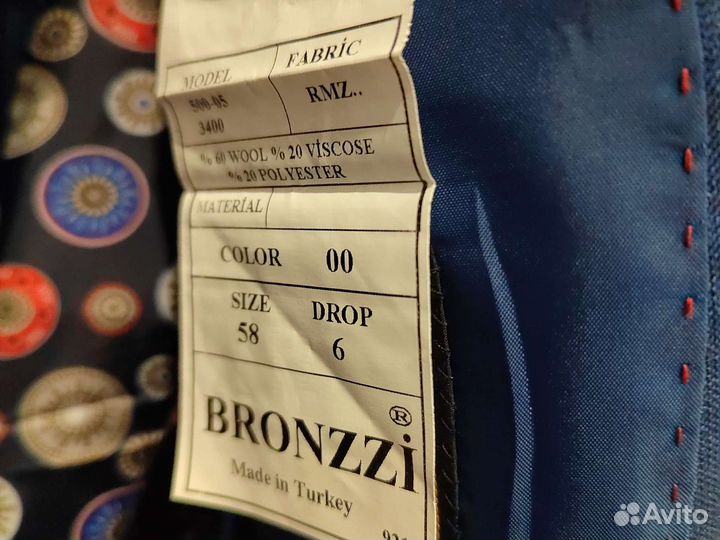 MODEL
FABRİC
500-05
3400
RMZ..
% 60 WOOL % 20 VİSCOSE
% 20 POLYESTER
MATERİAL
COLOR 00
SIZE DROP
58 6
BRONZZİ®
Made in Turkey
Avito